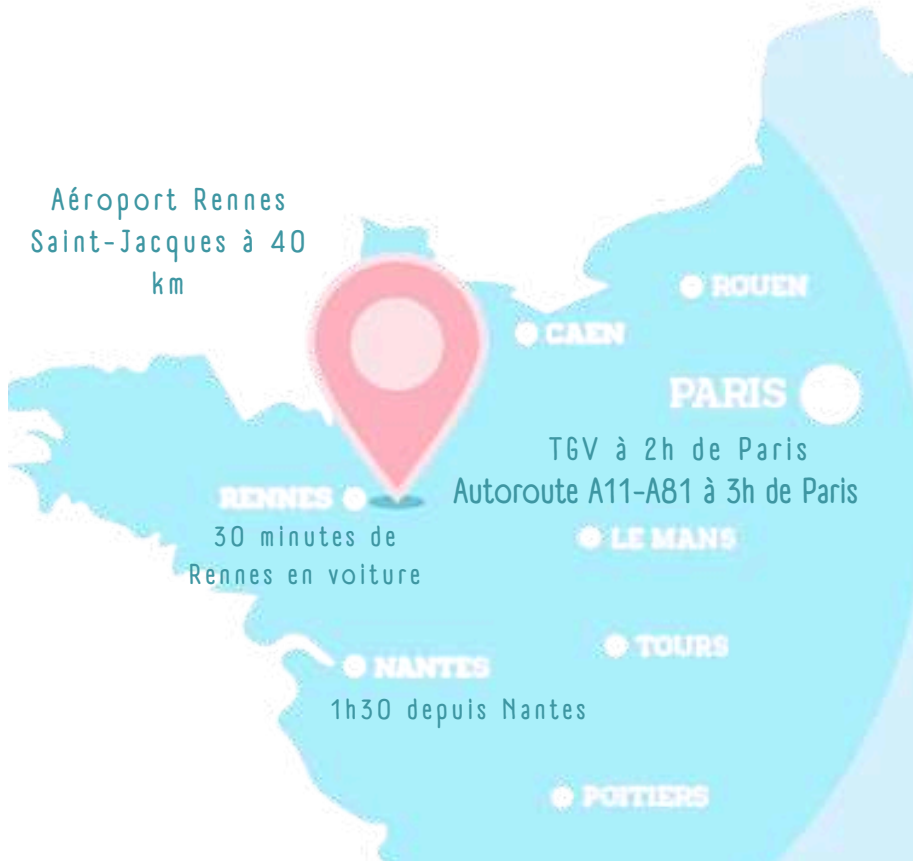 Aéroport Rennes
Saint-Jacques à 40
km
ROUEN
CAEN
PARIS
TGV à 2h de Paris
Autoroute A11-A81 à 3h de Paris
RENNES
30 minutes de
Rennes en voiture
LE MANS
TOURS
NANTES
1h30 depuis Nantes
POITIERS